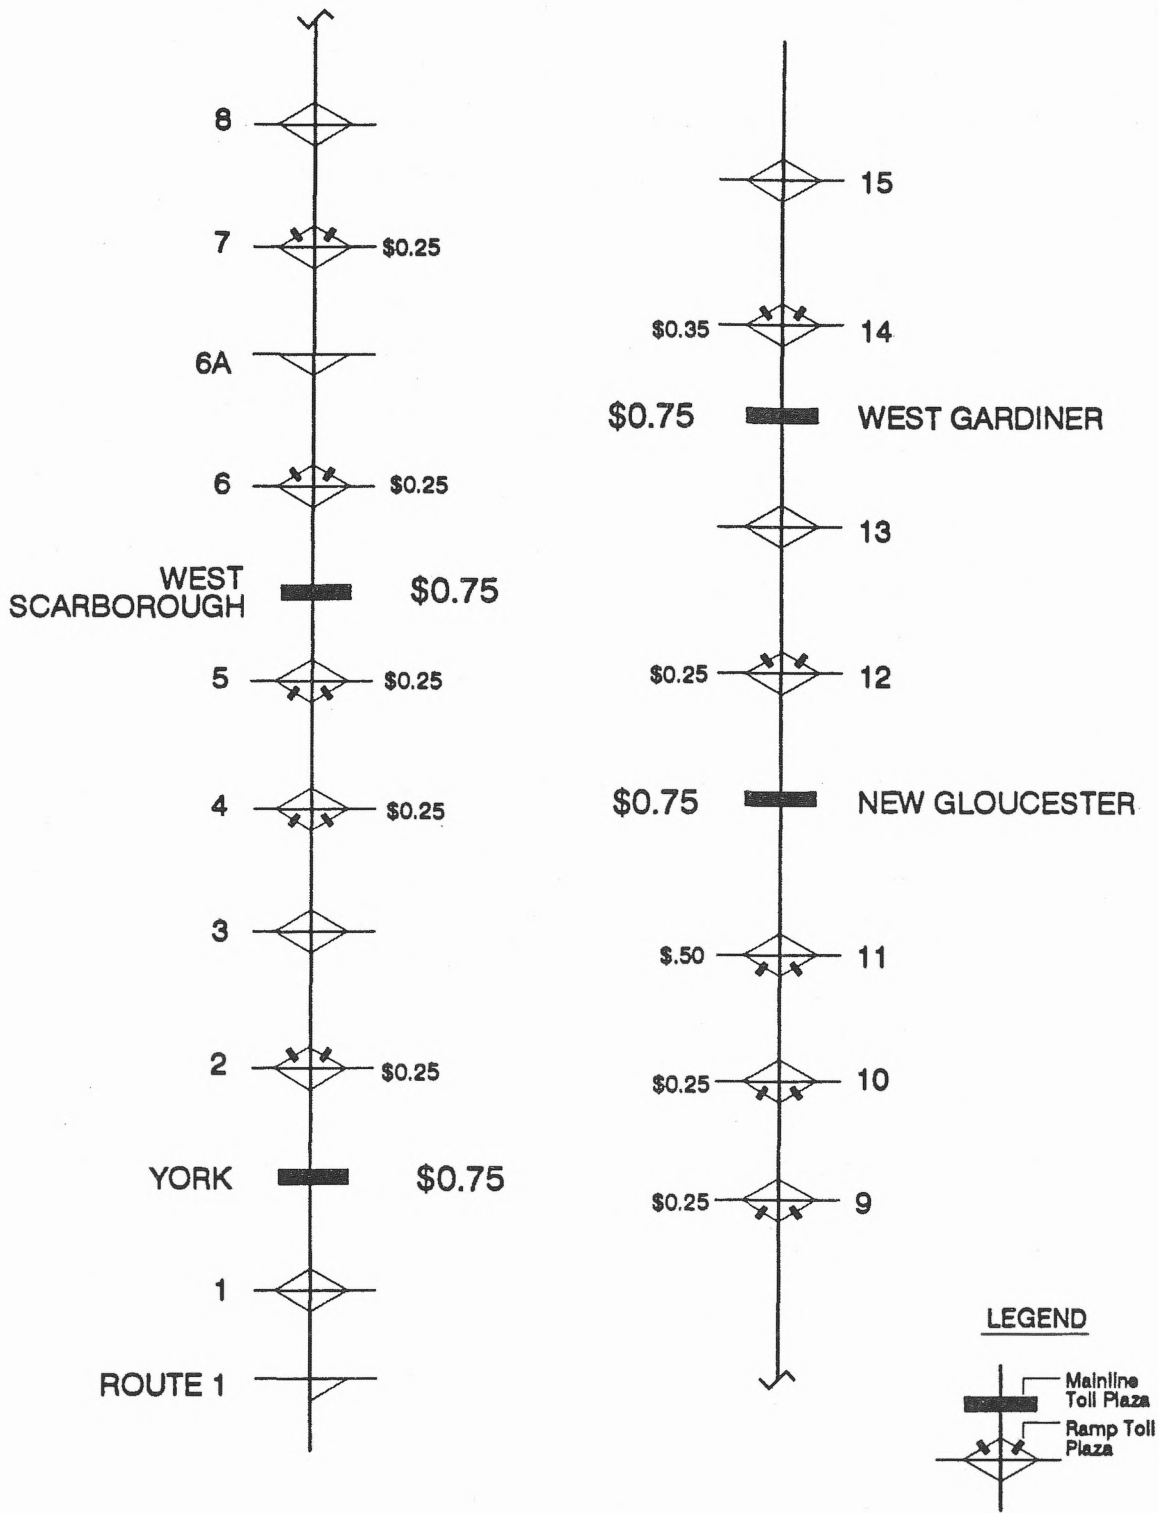 8
7 $0.25
6A
6 $0.25
WEST
SCARBOROUGH $0.75
5 $0.25
4 $0.25
3
2 $0.25
YORK $0.75
1
ROUTE 1
15
$0.35 14
$0.75 WEST GARDINER
13
$0.25 12
$0.75 NEW GLOUCESTER
$.50 11
$0.25 10
$0.25 9
LEGEND
Mainline
Toll Plaza
Ramp Toll
Plaza